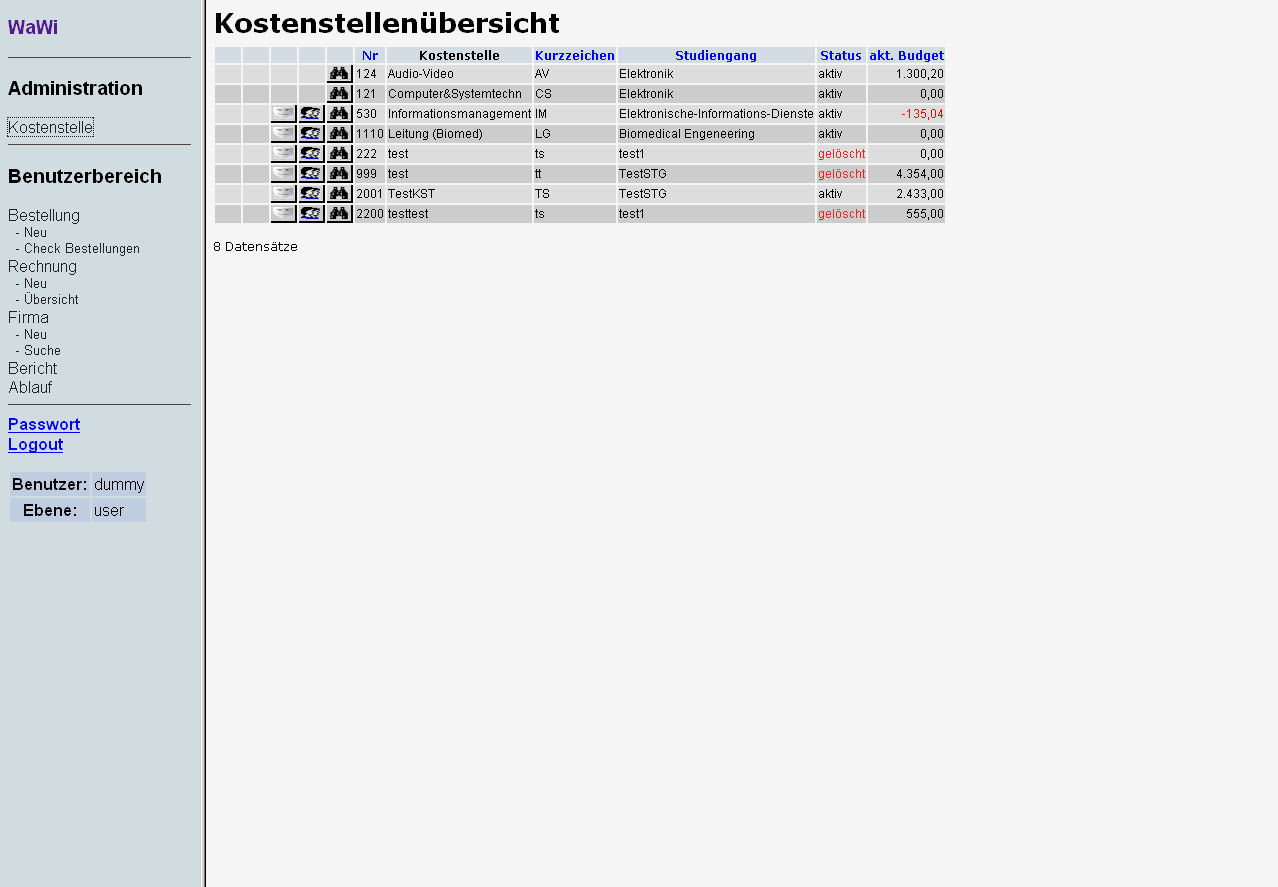 WaWi
Administration
Kostenstelle
Benutzerbereich
Bestellung
- Neu
- Check Bestellungen
Rechnung
- Neu
- Übersicht
Firma
- Neu
- Suche
Bericht
Ablauf
Passwort
Logout
Benutzer: dummy
Ebene: user
Kostenstellenübersicht
Nr Kostenstelle Kurzzeichen Studiengang Status akt. Budget
124 Audio-Video AV Elektronik aktiv 1.300,20
121 Computer&Systemtechn CS Elektronik aktiv 0,00
530 Informationsmanagement IM Elektronische-Informations-Dienste aktiv -135,04
1110 Leitung (Biomed) LG Biomedical Engeneering aktiv 0,00
222 test ts test1 gelöscht 0,00
999 test tt TestSTG gelöscht 4.354,00
2001 TestKST TS TestSTG aktiv 2.433,00
2200 testtest ts test1 gelöscht 555,00
8 Datensätze